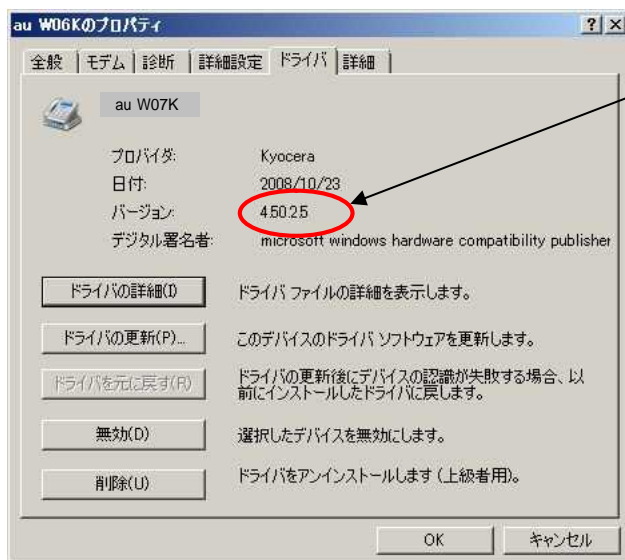 au W06Kのプロパティ
全般 モデム 診断 詳細設定 ドライバ 詳細
au W07K
プロバイダ: Kyocera
日付: 2008/10/23
バージョン: 4.50.2.5
デジタル署名者: microsoft windows hardware compatibility publisher
ドライバの詳細(I) ドライバ ファイルの詳細を表示します。
ドライバの更新(P)... このデバイスのドライバ ソフトウェアを更新します。
ドライバを元に戻す(R) ドライバの更新後にデバイスの認識が失敗する場合、以
前にインストールしたドライバに戻します。
無効(D) 選択したデバイスを無効にします。
削除(U) ドライバをアンインストールします (上級者用)。
OK キャンセル